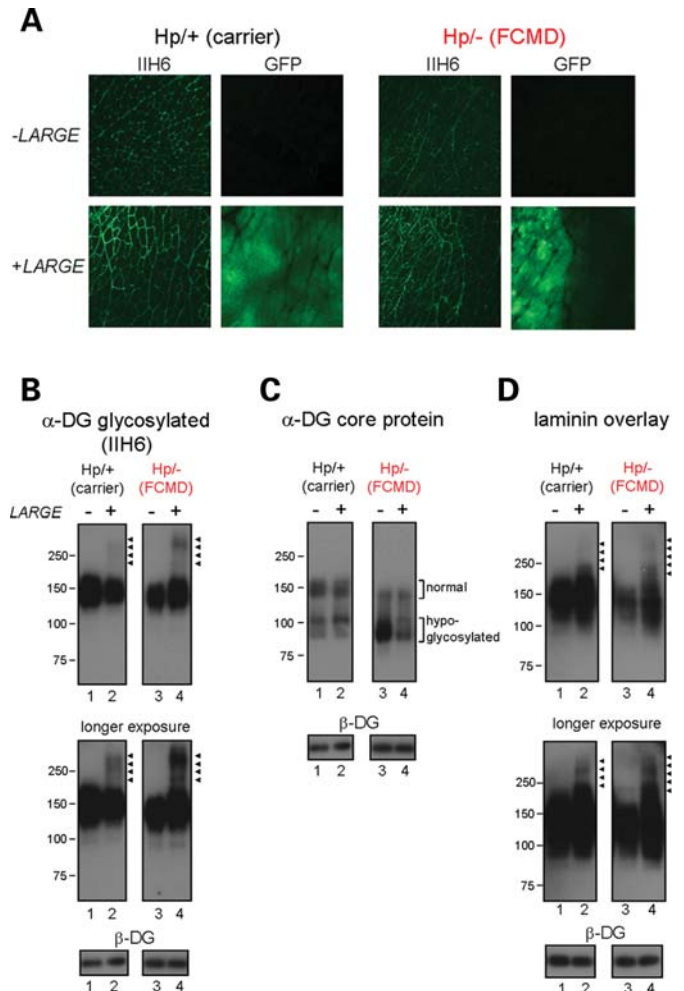 A
Hp/+ (carrier)
Hp/- (FCMD)
IIH6 GFP IIH6 GFP
-LARGE
+LARGE
B
α-DG glycosylated
(IIH6)
Hp/+
(carrier)
Hp/-
(FCMD)
LARGE - + - +
250
150
100
75
1 2 3 4
longer exposure
250
150
100
75
1 2 3 4
β-DG
1 2 3 4
C
α-DG core protein
Hp/+
(carrier)
Hp/-
(FCMD)
- + - +
250
150
100
75
normal
hypo-
glycosylated
1 2 3 4
β-DG
1 2 3 4
D
laminin overlay
Hp/+
(carrier)
Hp/-
(FCMD)
- + - +
250
150
100
75
1 2 3 4
longer exposure
250
150
100
75
1 2 3 4
β-DG
1 2 3 4